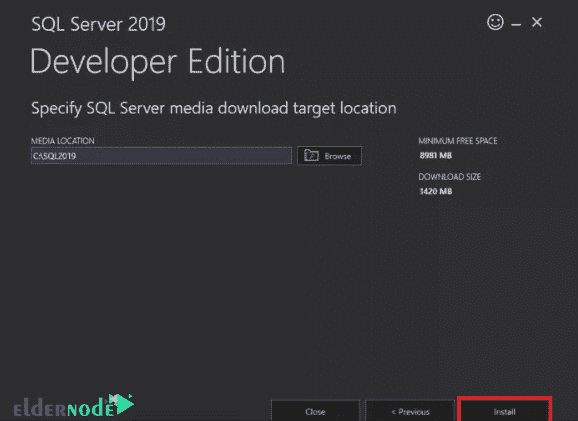 SQL Server 2019
Developer Edition
Specify SQL Server media download target location
MEDIA LOCATION
C:\SQL2019
Browse
MINIMUM FREE SPACE
8981 MB
DOWNLOAD SIZE
1420 MB
elderNODE
Close
< Previous
Install